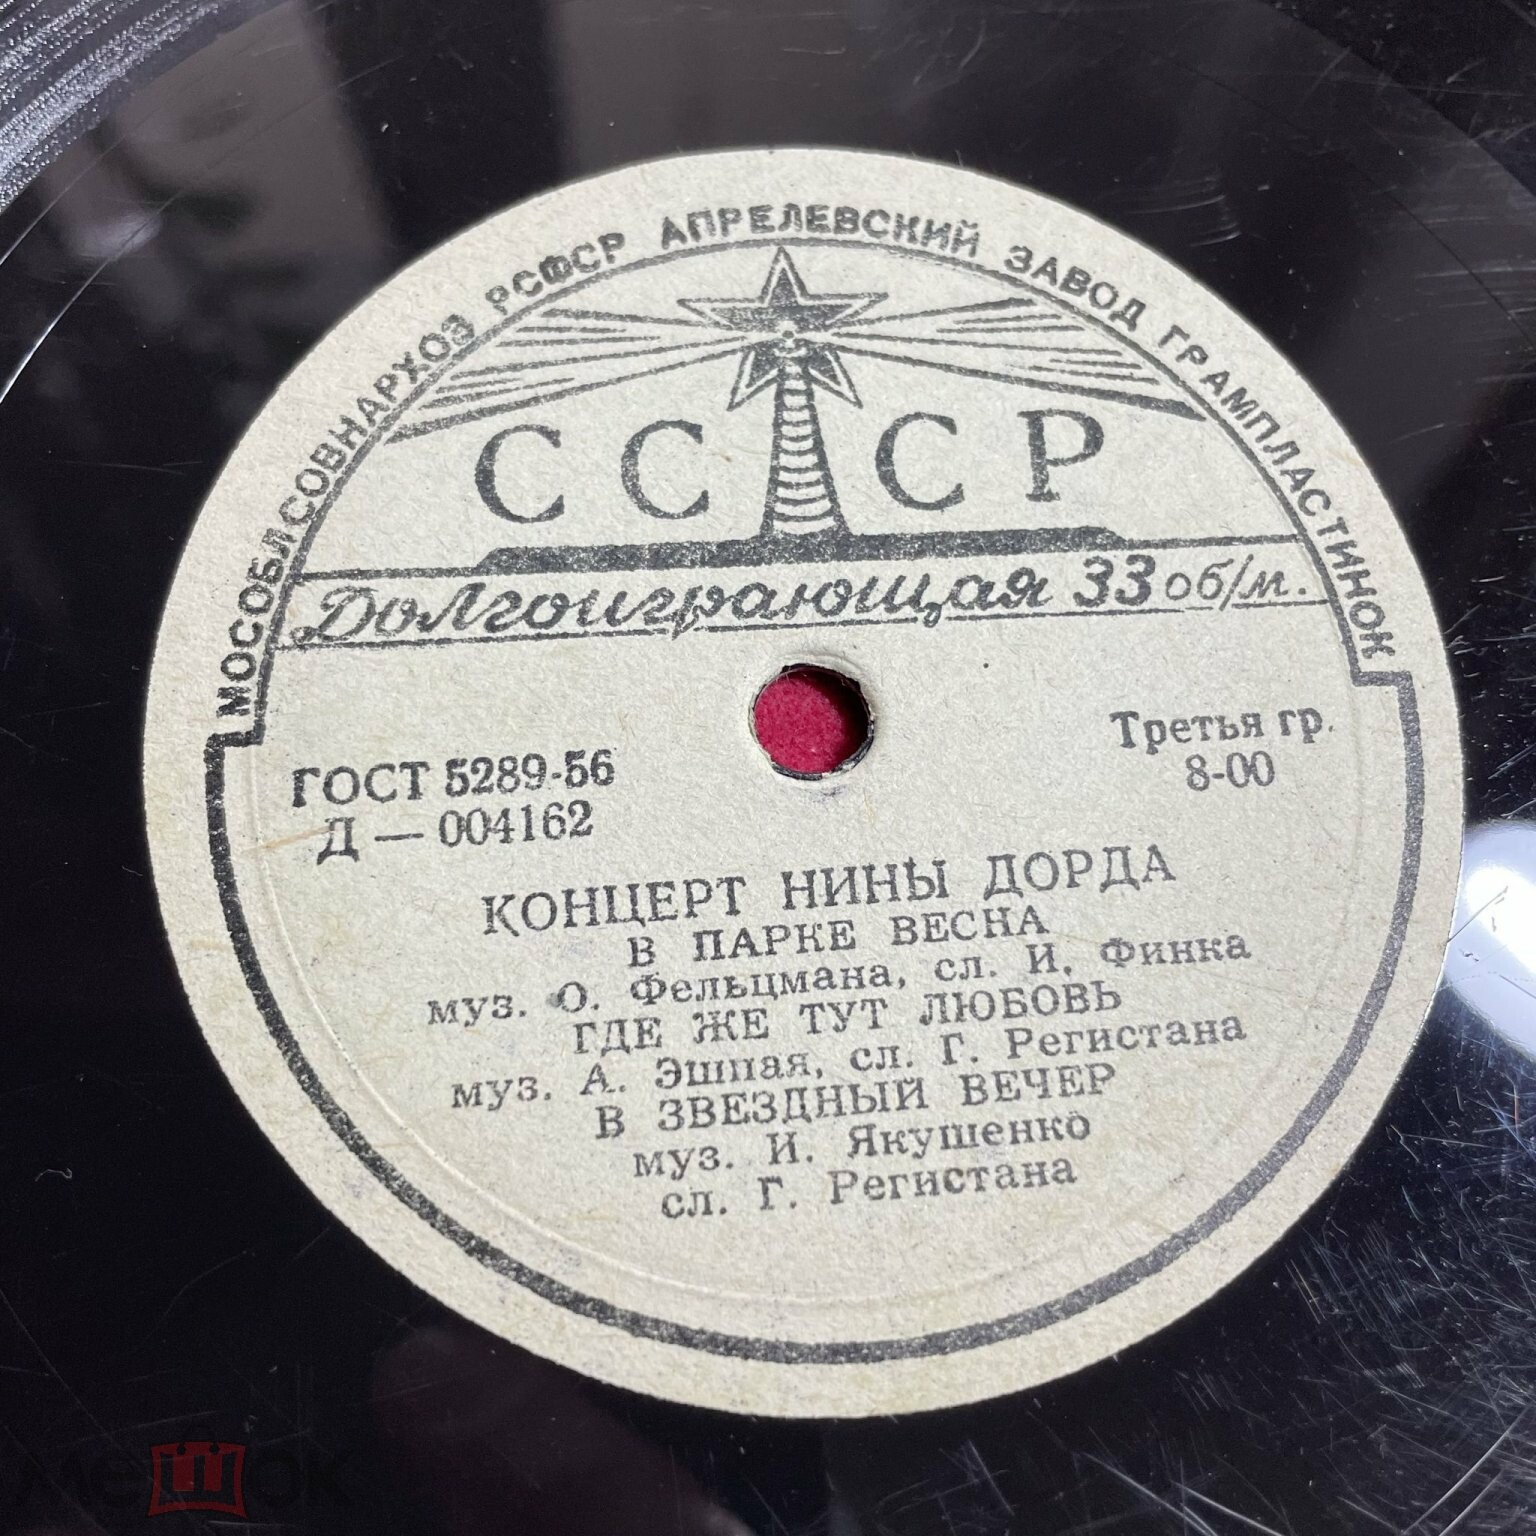 МОСОБЛСОВНАРХОЗ РСФСР АПРЕЛЕВСКИЙ ЗАВОД ГРАМПЛАСТИНОК
СССР
Долгоиграющая 33 об/м.
ГОСТ 5289-56
Д — 004162
Третья гр.
8-00
КОНЦЕРТ НИНЫ ДОРДА
В ПАРКЕ ВЕСНА
муз. О. Фельцмана, сл. И. Финка
ГДЕ ЖЕ ТУТ ЛЮБОВЬ
муз. А. Эшпая, сл. Г. Регистана
В ЗВЕЗДНЫЙ ВЕЧЕР
муз. И. Якушенко
сл. Г. Регистана
мешок